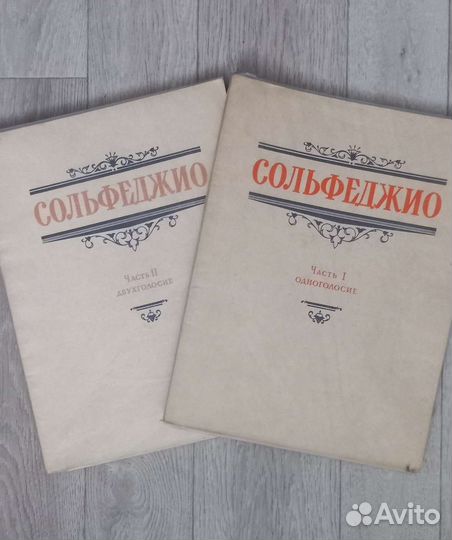 СОЛЬФЕДЖИО
Часть II
двухголосие
СОЛЬФЕДЖИО
Часть I
одноголосие
Avito